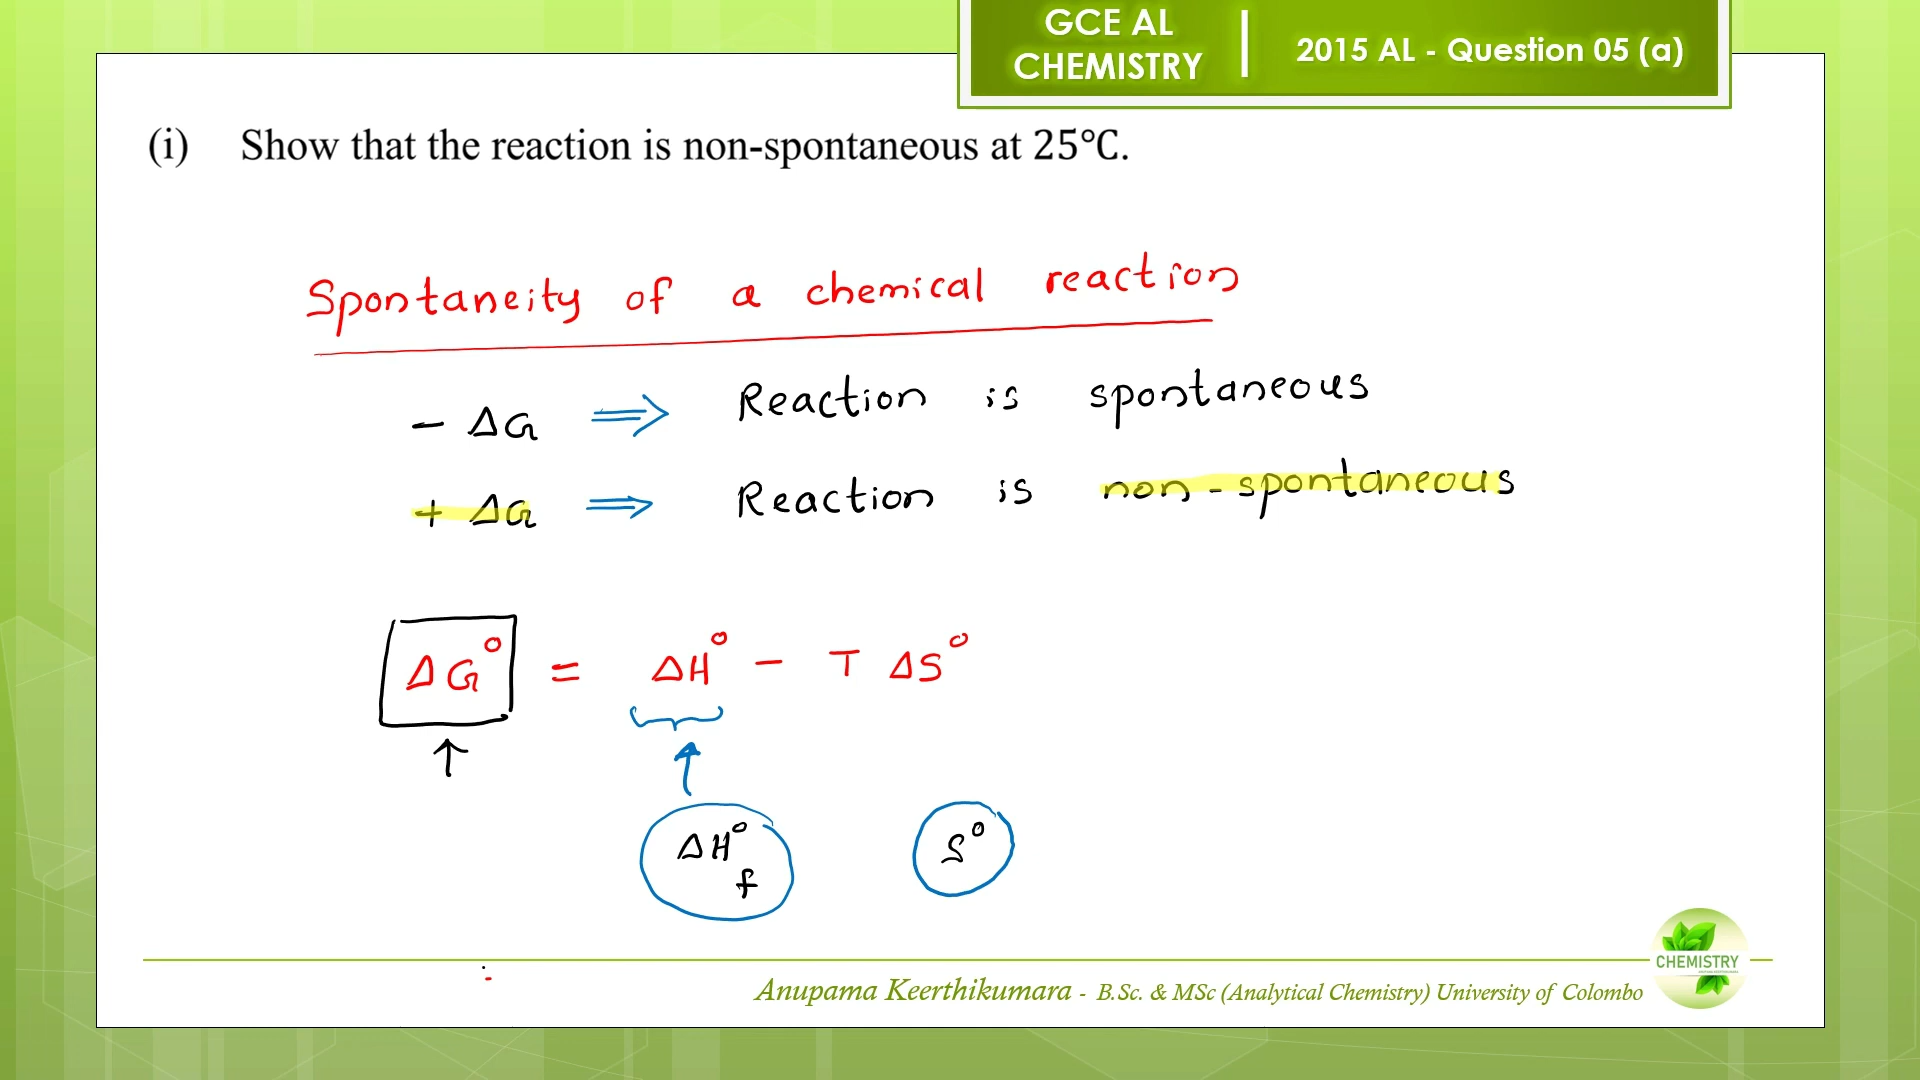 GCE AL
CHEMISTRY
2015 AL - Question 05 (a)
(i) Show that the reaction is non-spontaneous at 25°C.
Spontaneity of a chemical reaction
- ΔG ⟹ Reaction is spontaneous
+ ΔG ⟹ Reaction is non-spontaneous
ΔG° = ΔH° - T ΔS°
↑
ΔH°f S°
CHEMISTRY
Anupama Keerthikumara - B.Sc. & MSc (Analytical Chemistry) University of Colombo